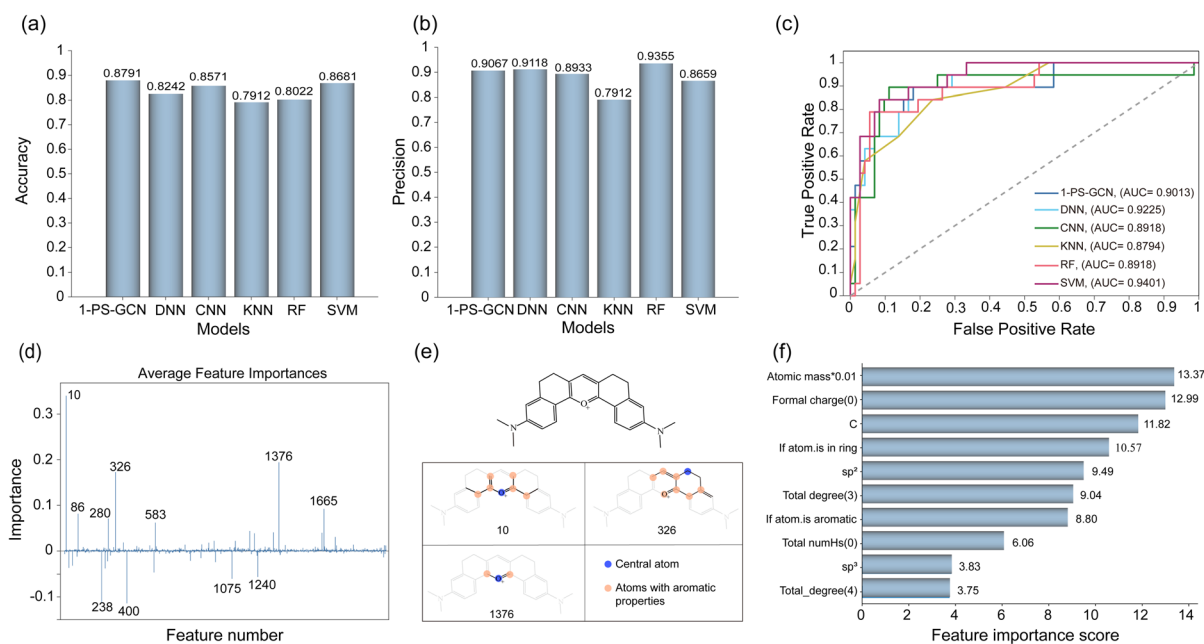 (a)
1
0.9
0.8
0.7
0.6
0.5
0.4
0.3
0.2
0.1
0
Accuracy
0.8791
0.8242
0.8571
0.7912
0.8022
0.8681
1-PS-GCN DNN CNN KNN RF SVM
Models
(b)
1
0.9
0.8
0.7
0.6
0.5
0.4
0.3
0.2
0.1
0
Precision
0.9067
0.9118
0.8933
0.7912
0.9355
0.8659
1-PS-GCN DNN CNN KNN RF SVM
Models
(c)
1
0.9
0.8
0.7
0.6
0.5
0.4
0.3
0.2
0.1
0
True Positive Rate
1-PS-GCN, (AUC= 0.9013)
DNN, (AUC= 0.9225)
CNN, (AUC= 0.8918)
KNN, (AUC= 0.8794)
RF, (AUC= 0.8918)
SVM, (AUC= 0.9401)
0 0.1 0.2 0.3 0.4 0.5 0.6 0.7 0.8 0.9 1
False Positive Rate
(d)
Average Feature Importances
0.3
0.2
0.1
0
-0.1
Importance
10
86
280
326
583
1376
1665
238
400
1075
1240
Feature number
(e)
N
O+
N
10
O+
326
1376
Central atom
Atoms with aromatic
properties
(f)
Atomic mass*0.01 13.37
Formal charge(0) 12.99
C 11.82
If atom.is in ring 10.57
sp² 9.49
Total degree(3) 9.04
If atom.is aromatic 8.80
Total numHs(0) 6.06
sp³ 3.83
Total_degree(4) 3.75
0 2 4 6 8 10 12 14
Feature importance score